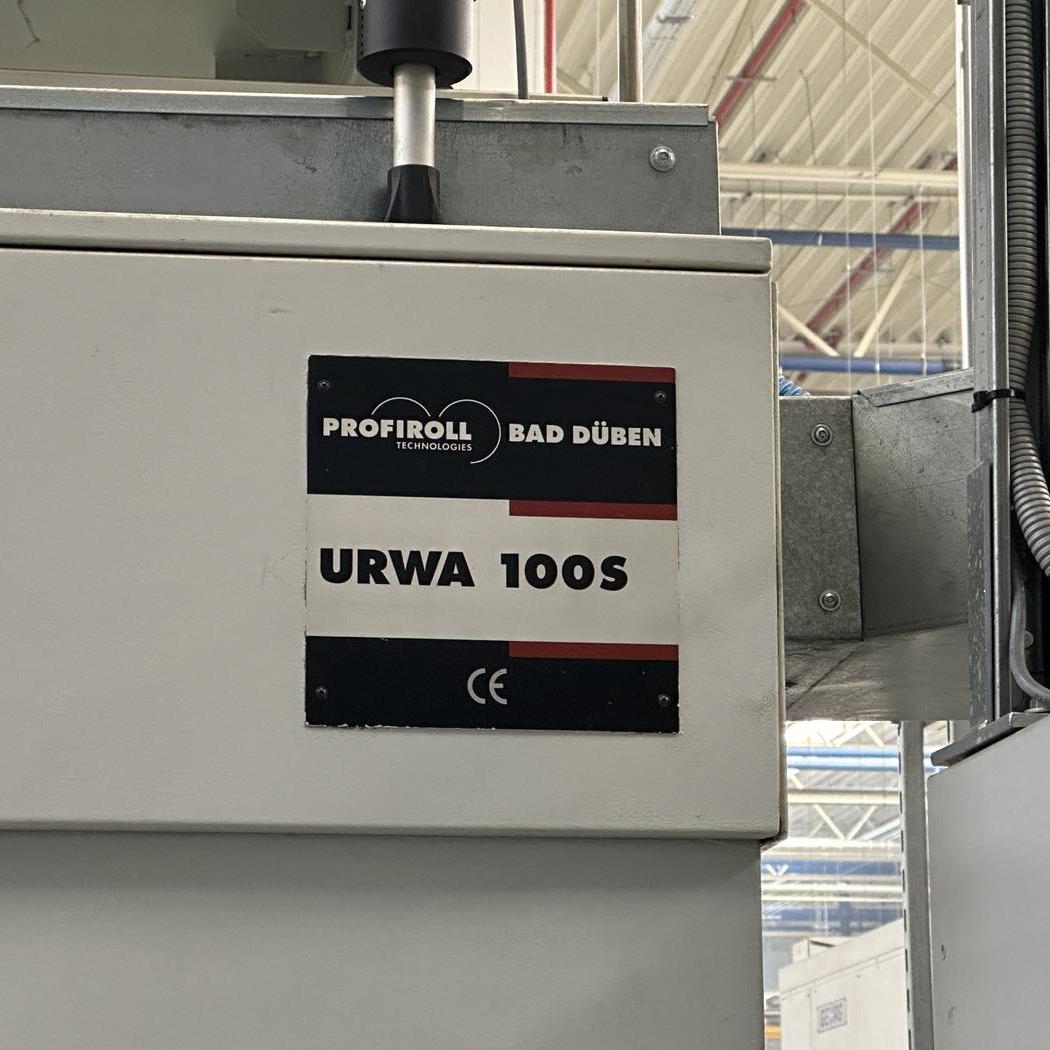 PROFIROLL BAD DÜBEN
TECHNOLOGIES
URWA 100S
CE